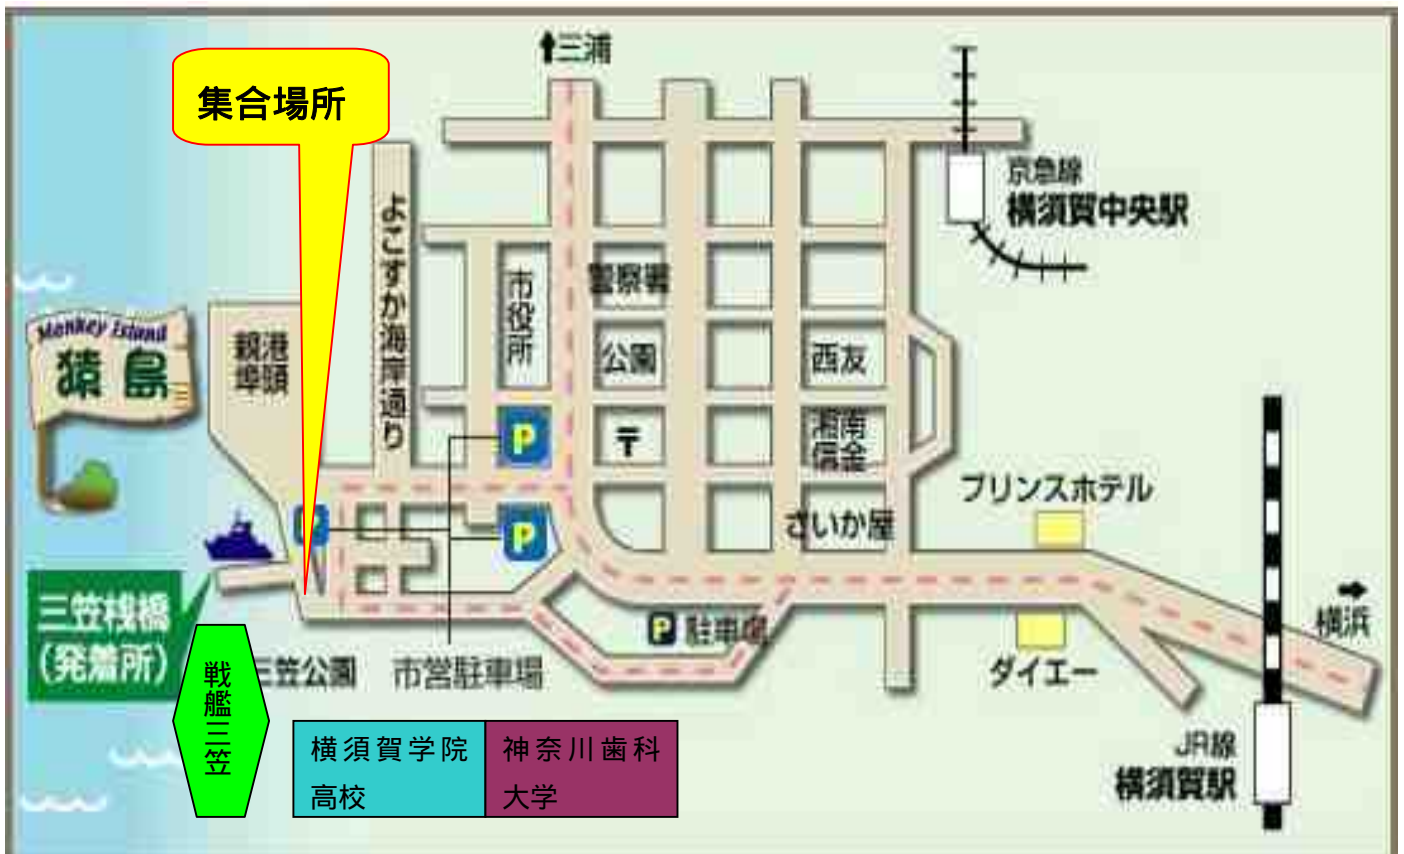 三浦
集合場所
京急線
横須賀中央駅
よこすか海岸通り
市役所
警察署
Monkey Island
猿島
親港
埠頭
公園
西友
〒
湘南
信金
P
P
P
プリンスホテル
さいか屋
三笠桟橋
(発着所)
横浜
P 駐車場
戦艦三笠
三笠公園
市営駐車場
ダイエー
横須賀学院
高校
神奈川歯科
大学
JR線
横須賀駅